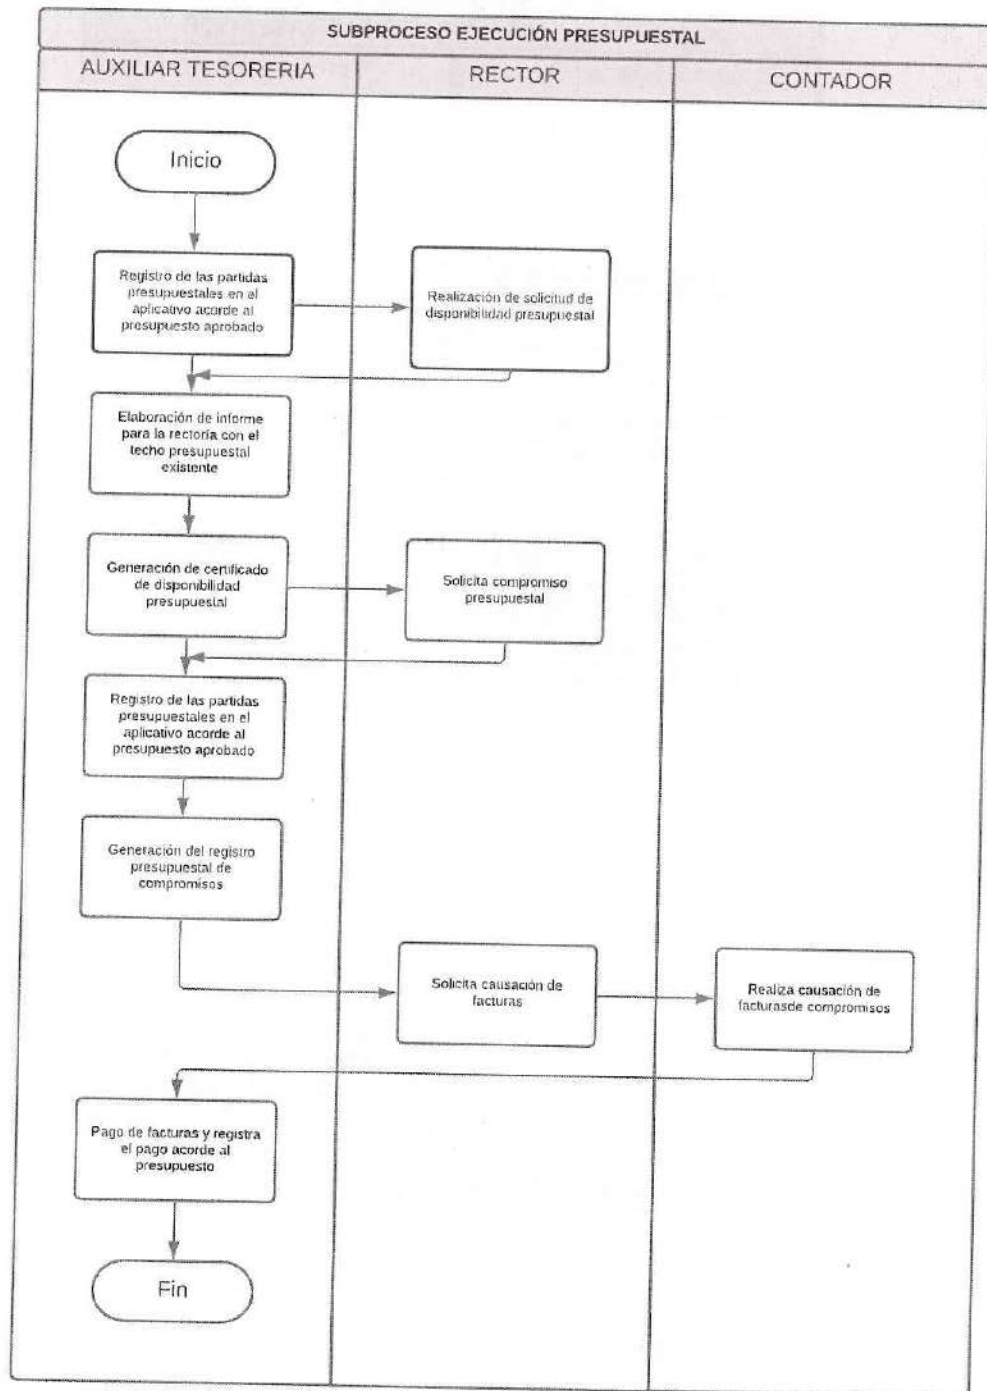 SUBPROCESO EJECUCIÓN PRESUPUESTAL
AUXILIAR TESORERIA
RECTOR
CONTADOR
Inicio
Registro de las partidas
presupuestales en el
aplicativo acorde al
presupuesto aprobado
Realización de solicitud de
disponibilidad presupuestal
Elaboración de informe
para la rectoría con el
techo presupuestal
existente
Generación de certificado
de disponibilidad
presupuestal
Solicita compromiso
presupuestal
Registro de las partidas
presupuestales en el
aplicativo acorde al
presupuesto aprobado
Generación del registro
presupuestal de
compromisos
Solicita causación de
facturas
Realiza causación de
facturasde compromisos
Pago de facturas y registra
el pago acorde al
presupuesto
Fin